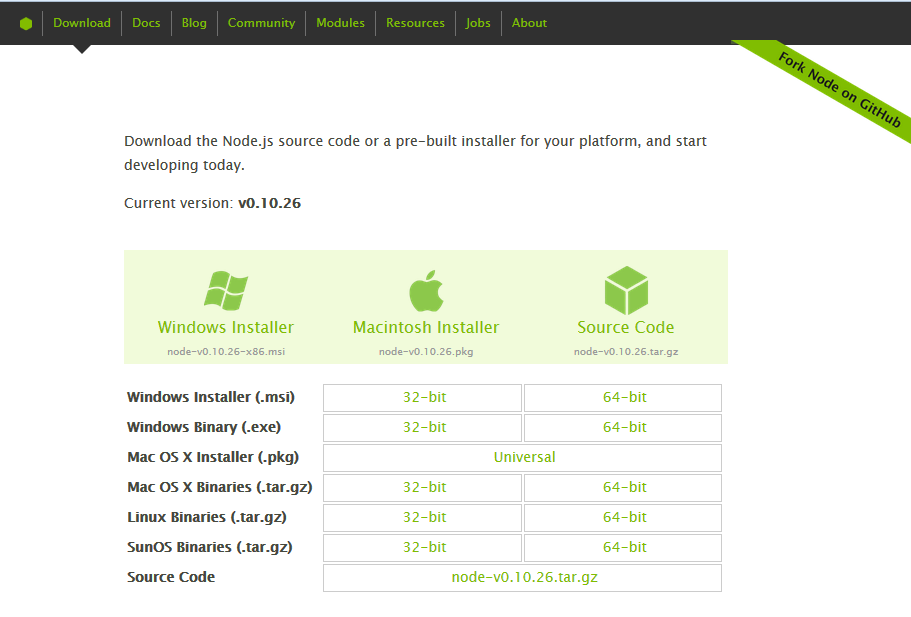 Download Docs Blog Community Modules Resources Jobs About
Fork Node on GitHub
Download the Node.js source code or a pre-built installer for your platform, and start
developing today.
Current version: v0.10.26
Windows Installer Macintosh Installer Source Code
node-v0.10.26-x86.msi node-v0.10.26.pkg node-v0.10.26.tar.gz
Windows Installer (.msi) 32-bit 64-bit
Windows Binary (.exe) 32-bit 64-bit
Mac OS X Installer (.pkg) Universal
Mac OS X Binaries (.tar.gz) 32-bit 64-bit
Linux Binaries (.tar.gz) 32-bit 64-bit
SunOS Binaries (.tar.gz) 32-bit 64-bit
Source Code node-v0.10.26.tar.gz